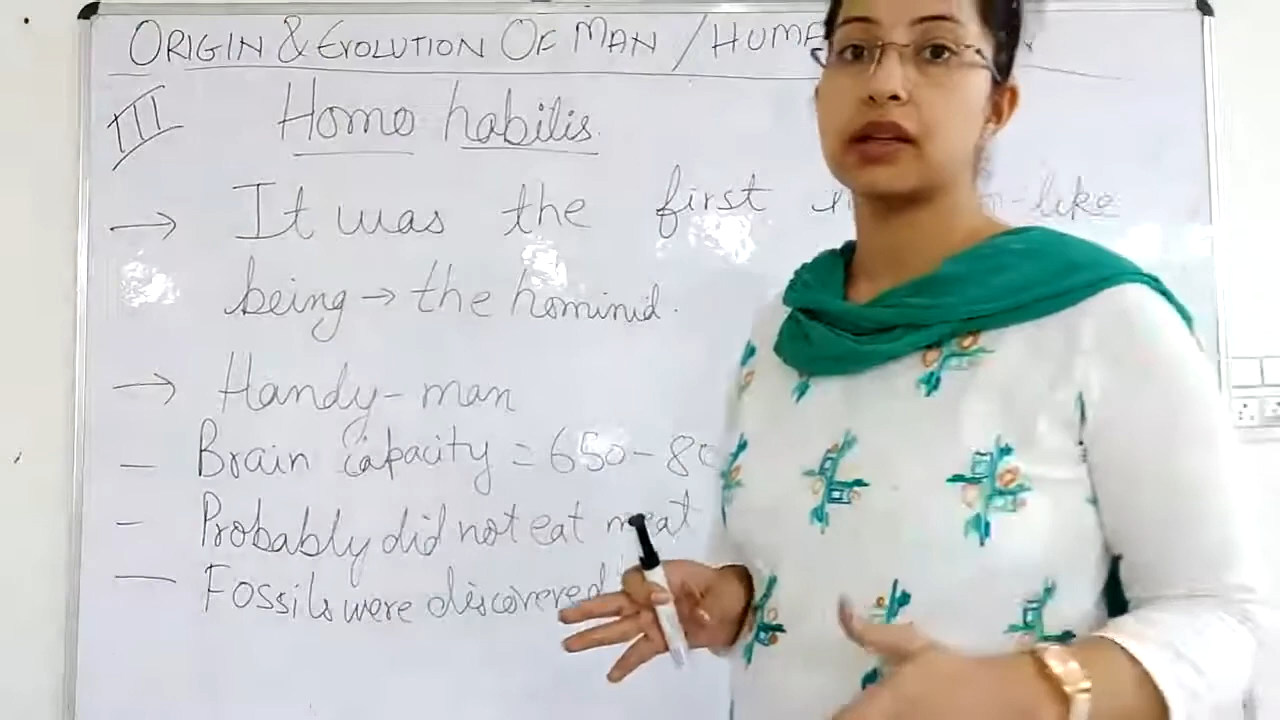 ORIGIN & EVOLUTION OF MAN / HUMA
III Homo habilis.
→ It was the first -like
being → the hominid.
→ Handy-man
— Brain capacity = 650-80
— Probably did not eat meat
— Fossils were discovered